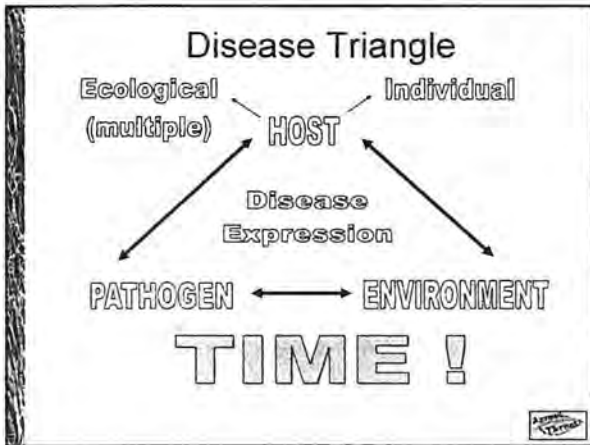 Disease Triangle
Ecological
(multiple)
Individual
HOST
Disease
Expression
PATHOGEN
ENVIRONMENT
TIME !